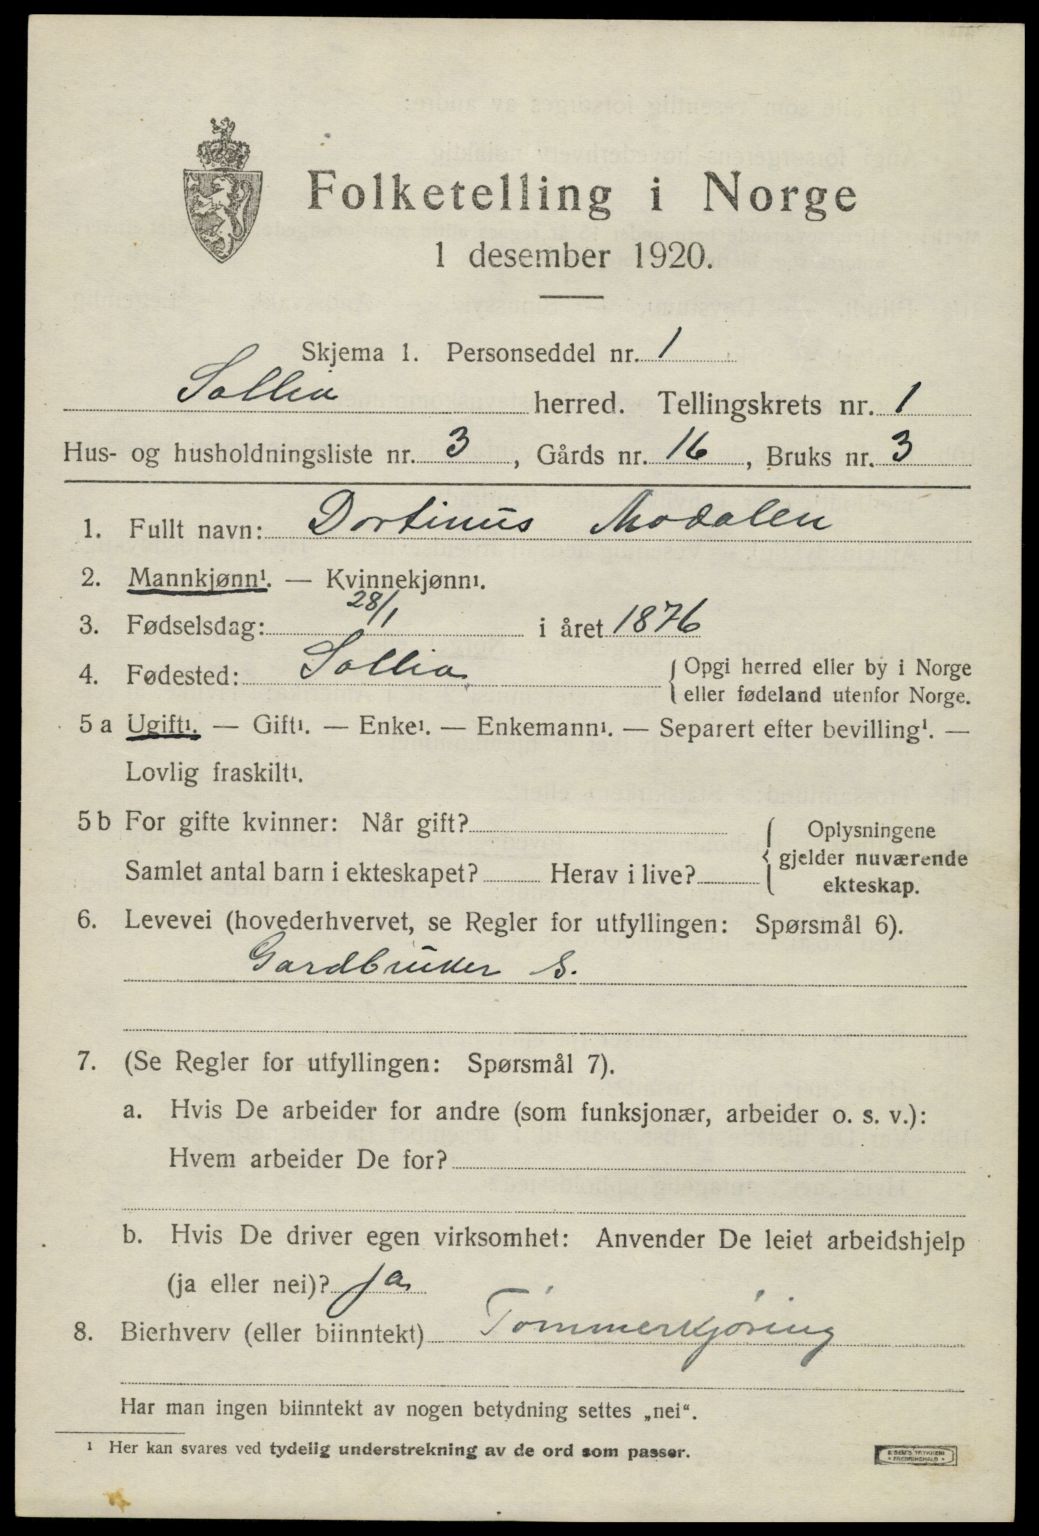 Folketelling i Norge
1 desember 1920.
Skjema 1. Personseddel nr. 1
Sollia herred. Tellingskrets nr. 1
Hus- og husholdningsliste nr. 3, Gårds nr. 16, Bruks nr. 3
1. Fullt navn: Dortinus Modalen
2. Mannkjønn¹. — Kvinnekjønn¹.
3. Fødselsdag: 28/1 i året 1876
4. Fødested: Sollia { Opgi herred eller by i Norge
eller fødeland utenfor Norge.
5 a Ugift¹. — Gift¹. — Enke¹. — Enkemann¹. — Separert efter bevilling¹. —
Lovlig fraskilt¹.
5 b For gifte kvinner: Når gift? { Oplysningene
gjelder nuværende
ekteskap.
Samlet antal barn i ekteskapet? Herav i live?
6. Levevei (hovederhvervet, se Regler for utfyllingen: Spørsmål 6).
Gardbruker s.
7. (Se Regler for utfyllingen: Spørsmål 7).
a. Hvis De arbeider for andre (som funksjonær, arbeider o. s. v.):
Hvem arbeider De for?
b. Hvis De driver egen virksomhet: Anvender De leiet arbeidshjelp
(ja eller nei)? ja
8. Bierhverv (eller biinntekt) Tømmerkjøring
Har man ingen biinntekt av nogen betydning settes „nei“.
¹ Her kan svares ved tydelig understrekning av de ord som passer.